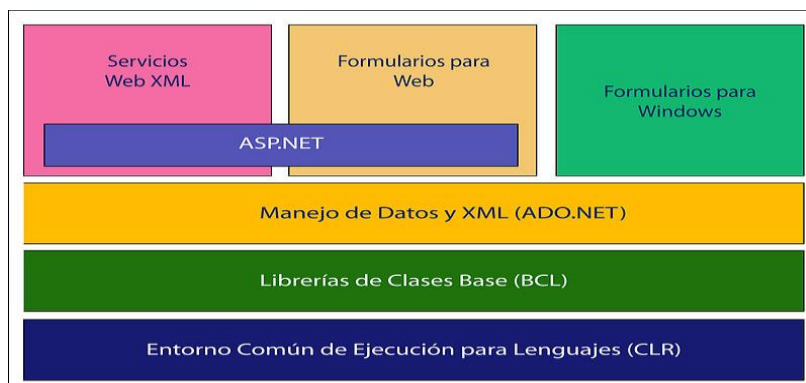 Servicios
Web XML
Formularios para
Web
Formularios para
Windows
ASP.NET
Manejo de Datos y XML (ADO.NET)
Librerías de Clases Base (BCL)
Entorno Común de Ejecución para Lenguajes (CLR)